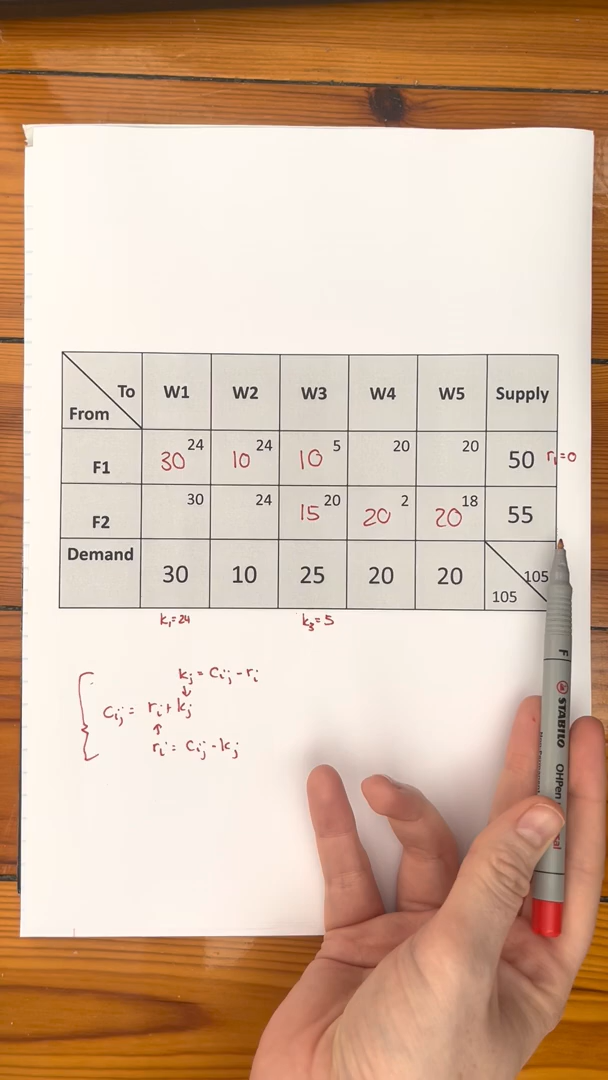 To
From
W1 W2 W3 W4 W5 Supply
F1 30 24 10 24 10 5 20 20 50 r₁=0
F2 30 24 15 20 20 2 20 18 55
Demand 30 10 25 20 20 105
105
k₁=24 k₃=5
kⱼ = Cᵢⱼ - rᵢ
Cᵢⱼ = rᵢ + kⱼ
rᵢ = Cᵢⱼ - kⱼ
F
STABILO OHPen